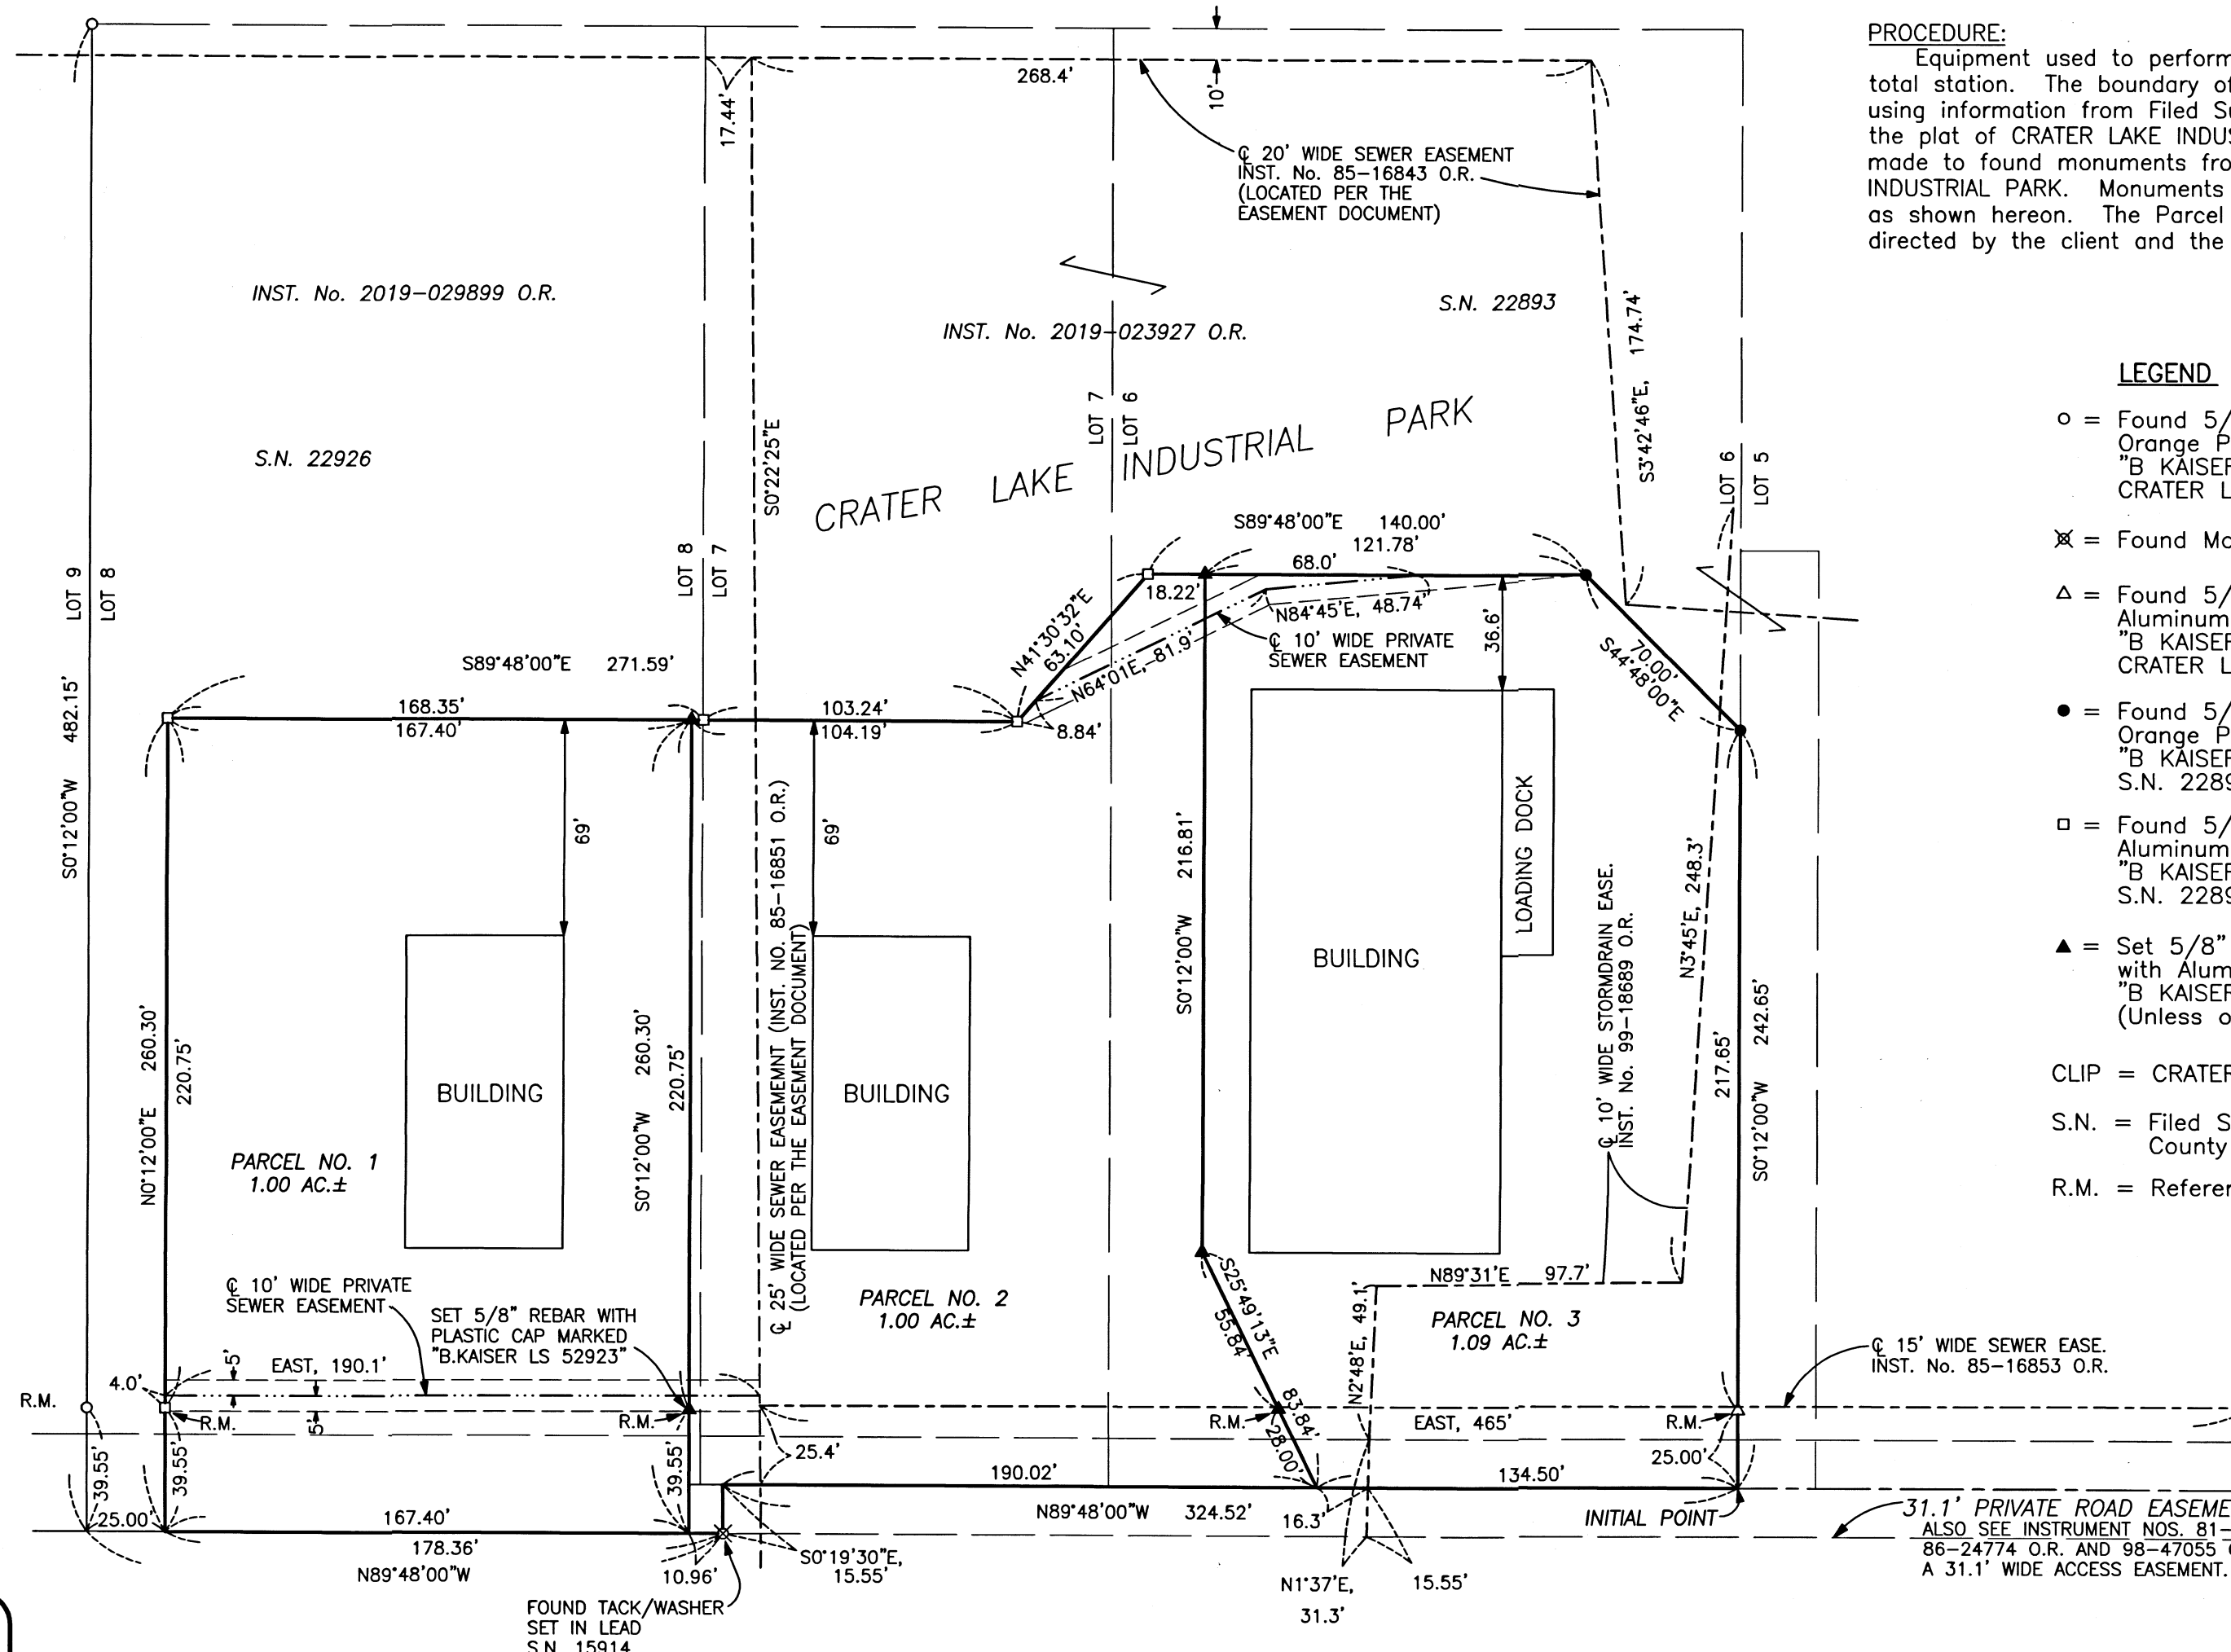 PROCEDURE:
Equipment used to perform
total station. The boundary of
using information from Filed Su
the plat of CRATER LAKE INDUS
made to found monuments fro
INDUSTRIAL PARK. Monuments
as shown hereon. The Parcel
directed by the client and the
268.4'
10'
17.44'
℄ 20' WIDE SEWER EASEMENT
INST. No. 85-16843 O.R.
(LOCATED PER THE
EASEMENT DOCUMENT)
INST. No. 2019-029899 O.R.
INST. No. 2019-023927 O.R.
S.N. 22893
S.N. 22926
S3°42'46"E, 174.74'
S0°22'25"E
CRATER LAKE INDUSTRIAL PARK
LOT 7
LOT 6
LOT 6
LOT 5
LOT 9
LOT 8
LOT 8
LOT 7
S0°12'00"W 482.15'
S89°48'00"E 140.00'
121.78'
68.0'
18.22'
N84°45'E, 48.74'
℄ 10' WIDE PRIVATE
SEWER EASEMENT
N41°30'32"E
63.10'
N64°01E, 81.9'
8.84'
36.6'
70.00'
S44°48'00"E
S89°48'00"E 271.59'
168.35'
167.40'
103.24'
104.19'
69'
69'
S0°12'00"W 216.81'
LOADING DOCK
BUILDING
BUILDING
BUILDING
℄ 25' WIDE SEWER EASEMEMNT (INST. NO. 85-16851 O.R.)
(LOCATED PER THE EASEMENT DOCUMENT)
℄ 10' WIDE STORMDRAIN EASE.
INST. No. 99-18689 O.R.
N3°45'E, 248.3'
217.65'
S0°12'00"W 242.65'
N0°12'00"E 260.30'
220.75'
S0°12'00"W 260.30'
220.75'
PARCEL NO. 1
1.00 AC.±
PARCEL NO. 2
1.00 AC.±
PARCEL NO. 3
1.09 AC.±
℄ 10' WIDE PRIVATE
SEWER EASEMENT
SET 5/8" REBAR WITH
PLASTIC CAP MARKED
"B.KAISER LS 52923"
S25°49'13"E
55.84'
83.84'
28.00'
N89°31'E 97.7'
N2°48'E, 49.1'
℄ 15' WIDE SEWER EASE.
INST. No. 85-16853 O.R.
5'
EAST, 190.1'
4.0'
5'
R.M.
R.M.
R.M.
R.M.
EAST, 465'
R.M.
25.00'
39.55'
39.55'
39.55'
25.4'
190.02'
134.50'
25.00'
167.40'
N89°48'00"W 324.52'
16.3'
INITIAL POINT
178.36'
N89°48'00"W
10.96'
S0°19'30"E,
15.55'
N1°37'E,
31.3'
15.55'
31.1' PRIVATE ROAD EASEME
ALSO SEE INSTRUMENT NOS. 81-
86-24774 O.R. AND 98-47055
A 31.1' WIDE ACCESS EASEMENT.
FOUND TACK/WASHER
SET IN LEAD
S.N. 15914
LEGEND
○ = Found 5/
Orange P
"B KAISER
CRATER L
= Found Mo
△ = Found 5/
Aluminum
"B KAISER
CRATER L
● = Found 5/
Orange P
"B KAISER
S.N. 2289
□ = Found 5/
Aluminum
"B KAISER
S.N. 2289
▲ = Set 5/8"
with Alum
"B KAISER
(Unless o
CLIP = CRATER
S.N. = Filed S
County
R.M. = Referen